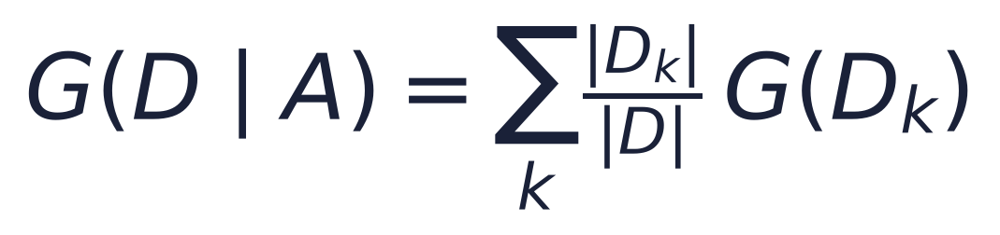 G(D | A) = ∑_k |D_k|/|D| G(D_k)